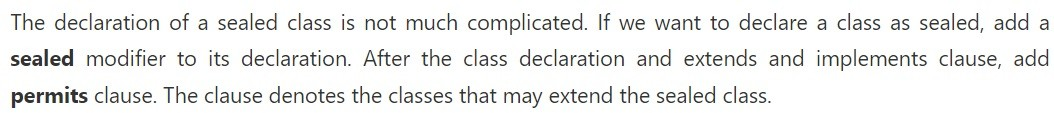 The declaration of a sealed class is not much complicated. If we want to declare a class as sealed, add a
sealed modifier to its declaration. After the class declaration and extends and implements clause, add
permits clause. The clause denotes the classes that may extend the sealed class.